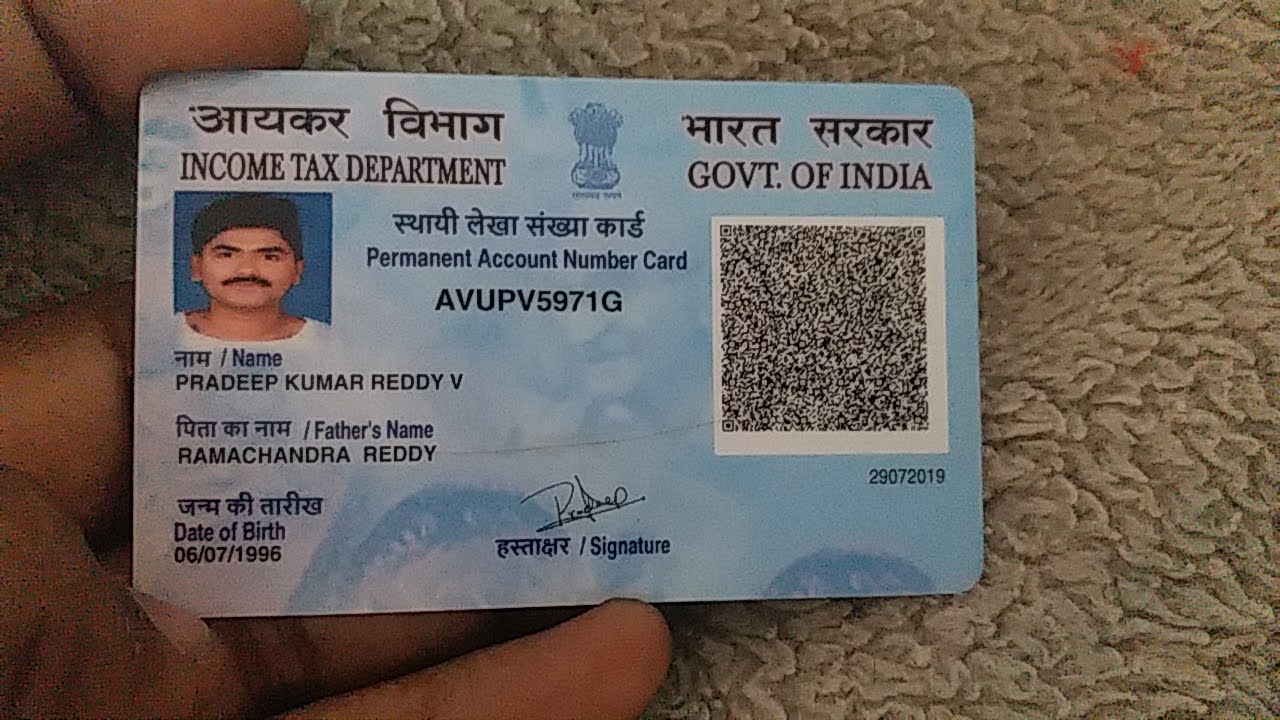 आयकर विभाग
INCOME TAX DEPARTMENT
भारत सरकार
GOVT. OF INDIA
स्थायी लेखा संख्या कार्ड
Permanent Account Number Card
AVUPV5971G
नाम / Name
PRADEEP KUMAR REDDY V
पिता का नाम / Father's Name
RAMACHANDRA REDDY
29072019
जन्म की तारीख
Date of Birth
06/07/1996
Pradeep
हस्ताक्षर / Signature